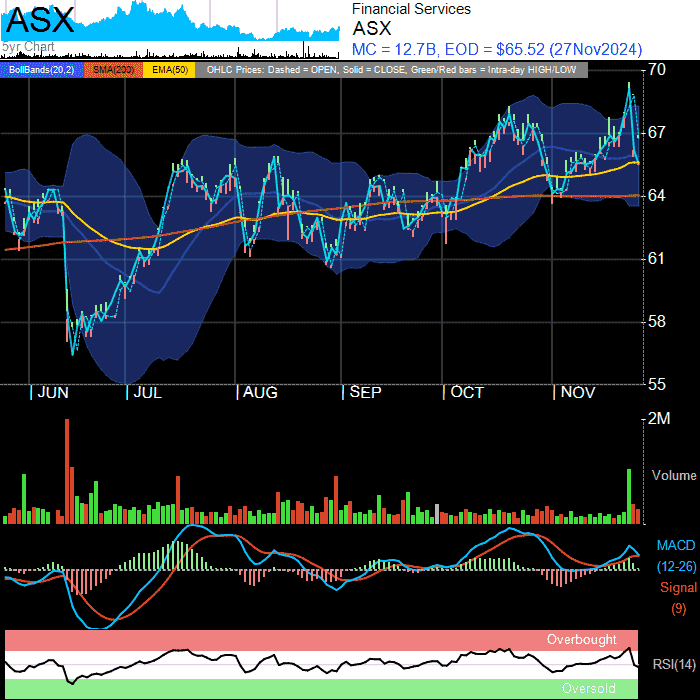 ASX
5yr Chart
Financial Services
ASX
MC = 12.7B, EOD = $65.52 (27Nov2024)
BollBands(20,2) SMA(200) EMA(50) OHLC Prices: Dashed = OPEN, Solid = CLOSE, Green/Red bars = Intra-day HIGH/LOW
70
67
64
61
58
55
JUN JUL AUG SEP OCT NOV
2M
Volume
MACD
(12-26)
Signal
(9)
Overbought
RSI(14)
Oversold